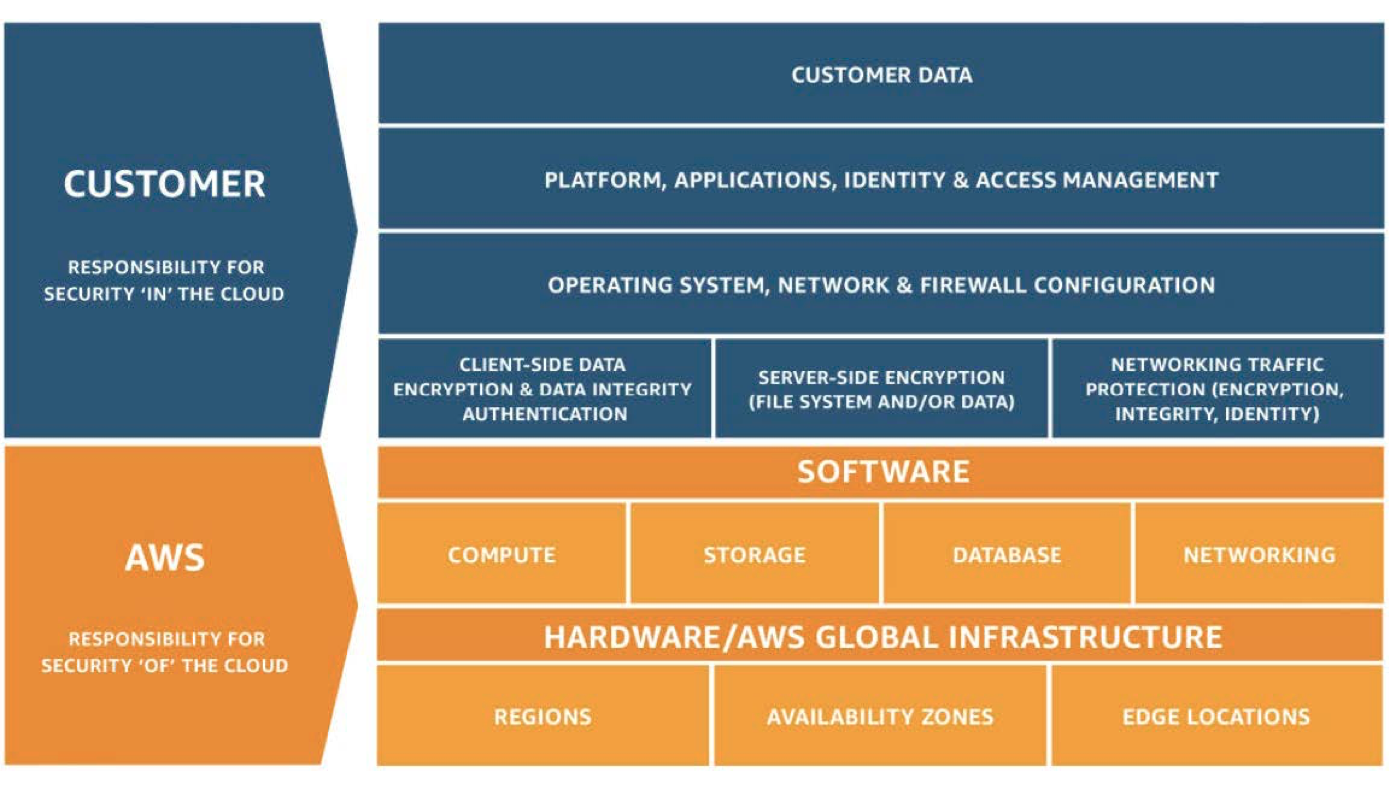 CUSTOMER
RESPONSIBILITY FOR
SECURITY ‘IN’ THE CLOUD
CUSTOMER DATA
PLATFORM, APPLICATIONS, IDENTITY & ACCESS MANAGEMENT
OPERATING SYSTEM, NETWORK & FIREWALL CONFIGURATION
CLIENT-SIDE DATA
ENCRYPTION & DATA INTEGRITY
AUTHENTICATION
SERVER-SIDE ENCRYPTION
(FILE SYSTEM AND/OR DATA)
NETWORKING TRAFFIC
PROTECTION (ENCRYPTION,
INTEGRITY, IDENTITY)
AWS
RESPONSIBILITY FOR
SECURITY ‘OF’ THE CLOUD
SOFTWARE
COMPUTE
STORAGE
DATABASE
NETWORKING
HARDWARE/AWS GLOBAL INFRASTRUCTURE
REGIONS
AVAILABILITY ZONES
EDGE LOCATIONS